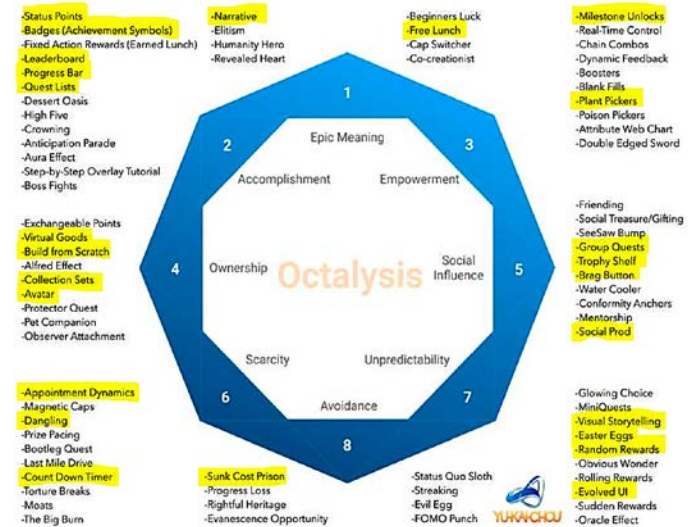 -Status Points
-Badges (Achievement Symbols)
-Fixed Action Rewards (Earned Lunch)
-Leaderboard
-Progress Bar
-Quest Lists
-Dessert Oasis
-High Five
-Crowning
-Anticipation Parade
-Aura Effect
-Step-by-Step Overlay Tutorial
-Boss Fights
-Narrative
-Elitism
-Humanity Hero
-Revealed Heart
-Beginners Luck
-Free Lunch
-Cap Switcher
-Co-creationist
-Milestone Unlocks
-Real-Time Control
-Chain Combos
-Dynamic Feedback
-Boosters
-Blank Fills
-Plant Pickers
-Poison Pickers
-Attribute Web Chart
-Double Edged Sword
1
Epic Meaning
2
Accomplishment
3
Empowerment
4
Ownership
Octalysis
Social
Influence
5
Scarcity
6
Unpredictability
7
Avoidance
8
-Exchangeable Points
-Virtual Goods
-Build from Scratch
-Alfred Effect
-Collection Sets
-Avatar
-Protector Quest
-Pet Companion
-Observer Attachment
-Friending
-Social Treasure/Gifting
-SeeSaw Bump
-Group Quests
-Trophy Shelf
-Brag Button
-Water Cooler
-Conformity Anchors
-Mentorship
-Social Prod
-Appointment Dynamics
-Magnetic Caps
-Dangling
-Prize Pacing
-Bootleg Quest
-Last Mile Drive
-Count Down Timer
-Torture Breaks
-Moats
-The Big Burn
-Sunk Cost Prison
-Progress Loss
-Rightful Heritage
-Evanescence Opportunity
-Status Quo Sloth
-Streaking
-Evil Egg
-FOMO Punch
YUKAICHOU
-Glowing Choice
-MiniQuests
-Visual Storytelling
-Easter Eggs
-Random Rewards
-Obvious Wonder
-Rolling Rewards
-Evolved UI
-Sudden Rewards
-Oracle Effect